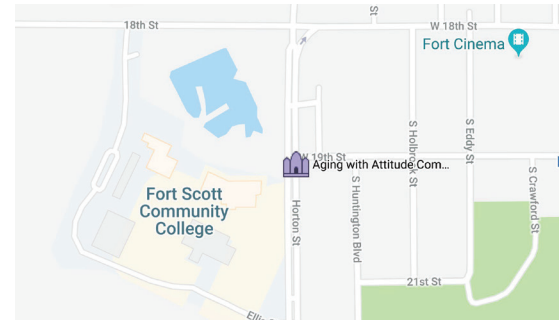 18th St
St
W 18th St
Fort Cinema
W 19th St
Aging with Attitude Com...
S Holbrook St
S Eddy St
S Huntington Blvd
S Crawford St
Fort Scott
Community
College
Horton St
21st St